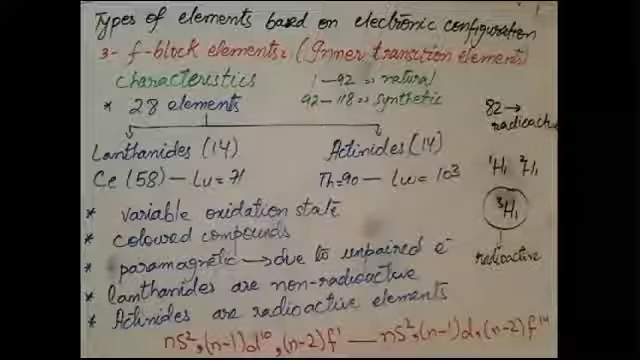 Types of elements based on electronic configuration
3- f-block elements:- (Inner transition elements)
Characteristics
1-92 => natural
* 28 elements
92-118 => synthetic
82→
radioact
Lanthanides (14)
Actinides (14)
Ce (58) - Lu = 71
Th=90 - Lw = 103
¹H₁ ²H₁
* variable oxidation state
³H₁
* coloured compounds
* paramagnetic → due to unpaired e⁻
radioactive
* Lanthanides are non-radioactive
* Actinides are radioactive elements
nS², (n-1)d¹⁰, (n-2)f¹ — nS², (n-1)d, (n-2)f¹⁴